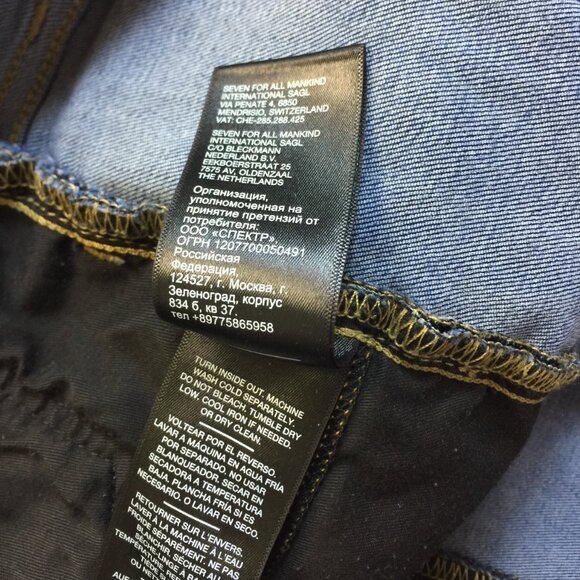 SEVEN FOR ALL MANKIND
INTERNATIONAL SAGL
VIA PENATE 4, 6850
MENDRISIO, SWITZERLAND
VAT: CHE-285.288.425
SEVEN FOR ALL MANKIND
INTERNATIONAL SAGL
C/O BLECKMANN
NEDERLAND B.V.
EEKBOERSTRAAT 25
7575 AV, OLDENZAAL
THE NETHERLANDS
Организация,
уполномоченная на
принятие претензий от
потребителя:
ООО «СПЕКТР»,
ОГРН 1207700050491
Российская
Федерация,
124527, г. Москва, г.
Зеленоград, корпус
834 б, кв 37.
тел +89775865958
TURN INSIDE OUT. MACHINE
WASH COLD SEPARATELY.
DO NOT BLEACH. TUMBLE DRY
LOW. COOL IRON IF NEEDED.
OR DRY CLEAN.
VOLTEAR POR EL REVERSO.
LAVAR A MÁQUINA EN AGUA FRÍA
POR SEPARADO. NO USAR
BLANQUEADOR. SECAR EN
SECADORA A TEMPERATURA
BAJA. PLANCHA FRÍA SI ES
NECESARIO. O LAVAR EN SECO.
RETOURNER SUR L'ENVERS.
LAVER À LA MACHINE À L'EAU
FROIDE SÉPARÉMENT. NE PAS